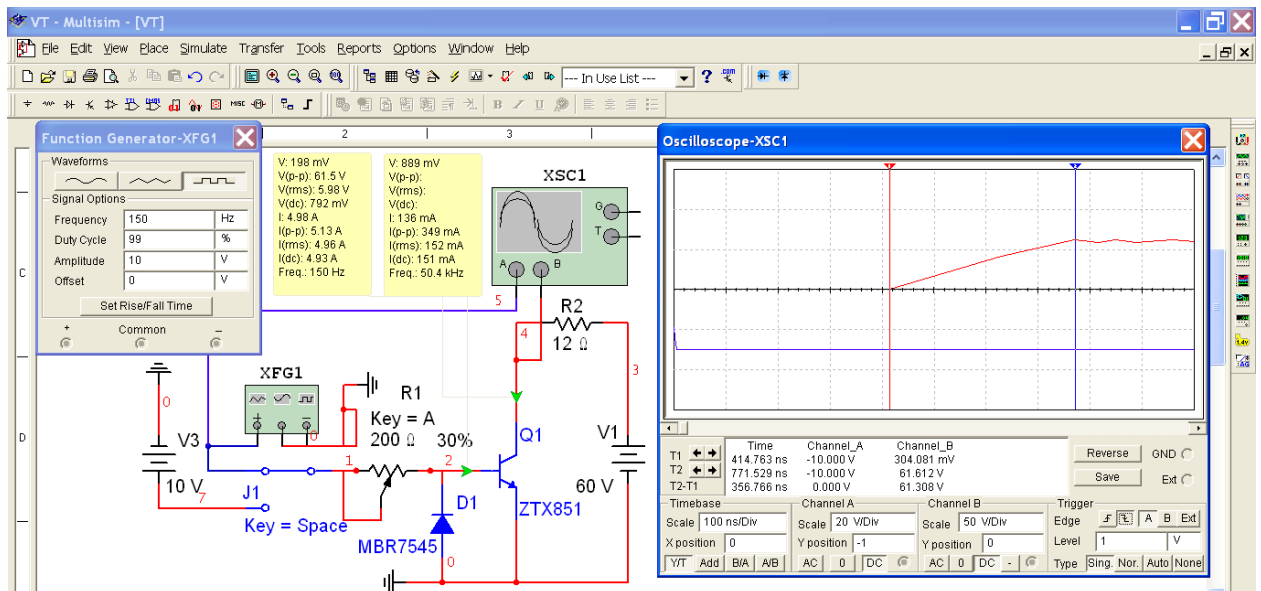 VT - Multisim - [VT]
File Edit View Place Simulate Transfer Tools Reports Options Window Help
--- In Use List ---
?
.com
MISC
B I U
1.4v
AG
Function Generator-XFG1
Waveforms
Signal Options
Frequency 150 Hz
Duty Cycle 99 %
Amplitude 10 V
Offset 0 V
Set Rise/Fall Time
+ Common −
2 3
C
D
V: 198 mV
V(p-p): 61.5 V
V(rms): 5.98 V
V(dc): 792 mV
I: 4.98 A
I(p-p): 5.13 A
I(rms): 4.96 A
I(dc): 4.93 A
Freq.: 150 Hz
V: 889 mV
V(p-p):
V(rms):
V(dc):
I: 136 mA
I(p-p): 349 mA
I(rms): 152 mA
I(dc): 151 mA
Freq.: 50.4 kHz
XSC1
G
T
A B
5
R2
4
12 Ω
3
XFG1
0
0
R1
Key = A
200 Ω 30%
1 2
V3
10 V
7
J1
Key = Space
D1
MBR7545
0
Q1
ZTX851
V1
60 V
Oscilloscope-XSC1
1 2
Time Channel_A Channel_B
T1 414.763 ns -10.000 V 304.081 mV
T2 771.529 ns -10.000 V 61.612 V
T2-T1 356.766 ns 0.000 V 61.308 V
Reverse GND
Save Ext
Timebase
Scale 100 ns/Div
X position 0
Y/T Add B/A A/B
Channel A
Scale 20 V/Div
Y position -1
AC 0 DC
Channel B
Scale 50 V/Div
Y position 0
AC 0 DC -
Trigger
Edge A B Ext
Level 1 V
Type Sing. Nor. Auto None